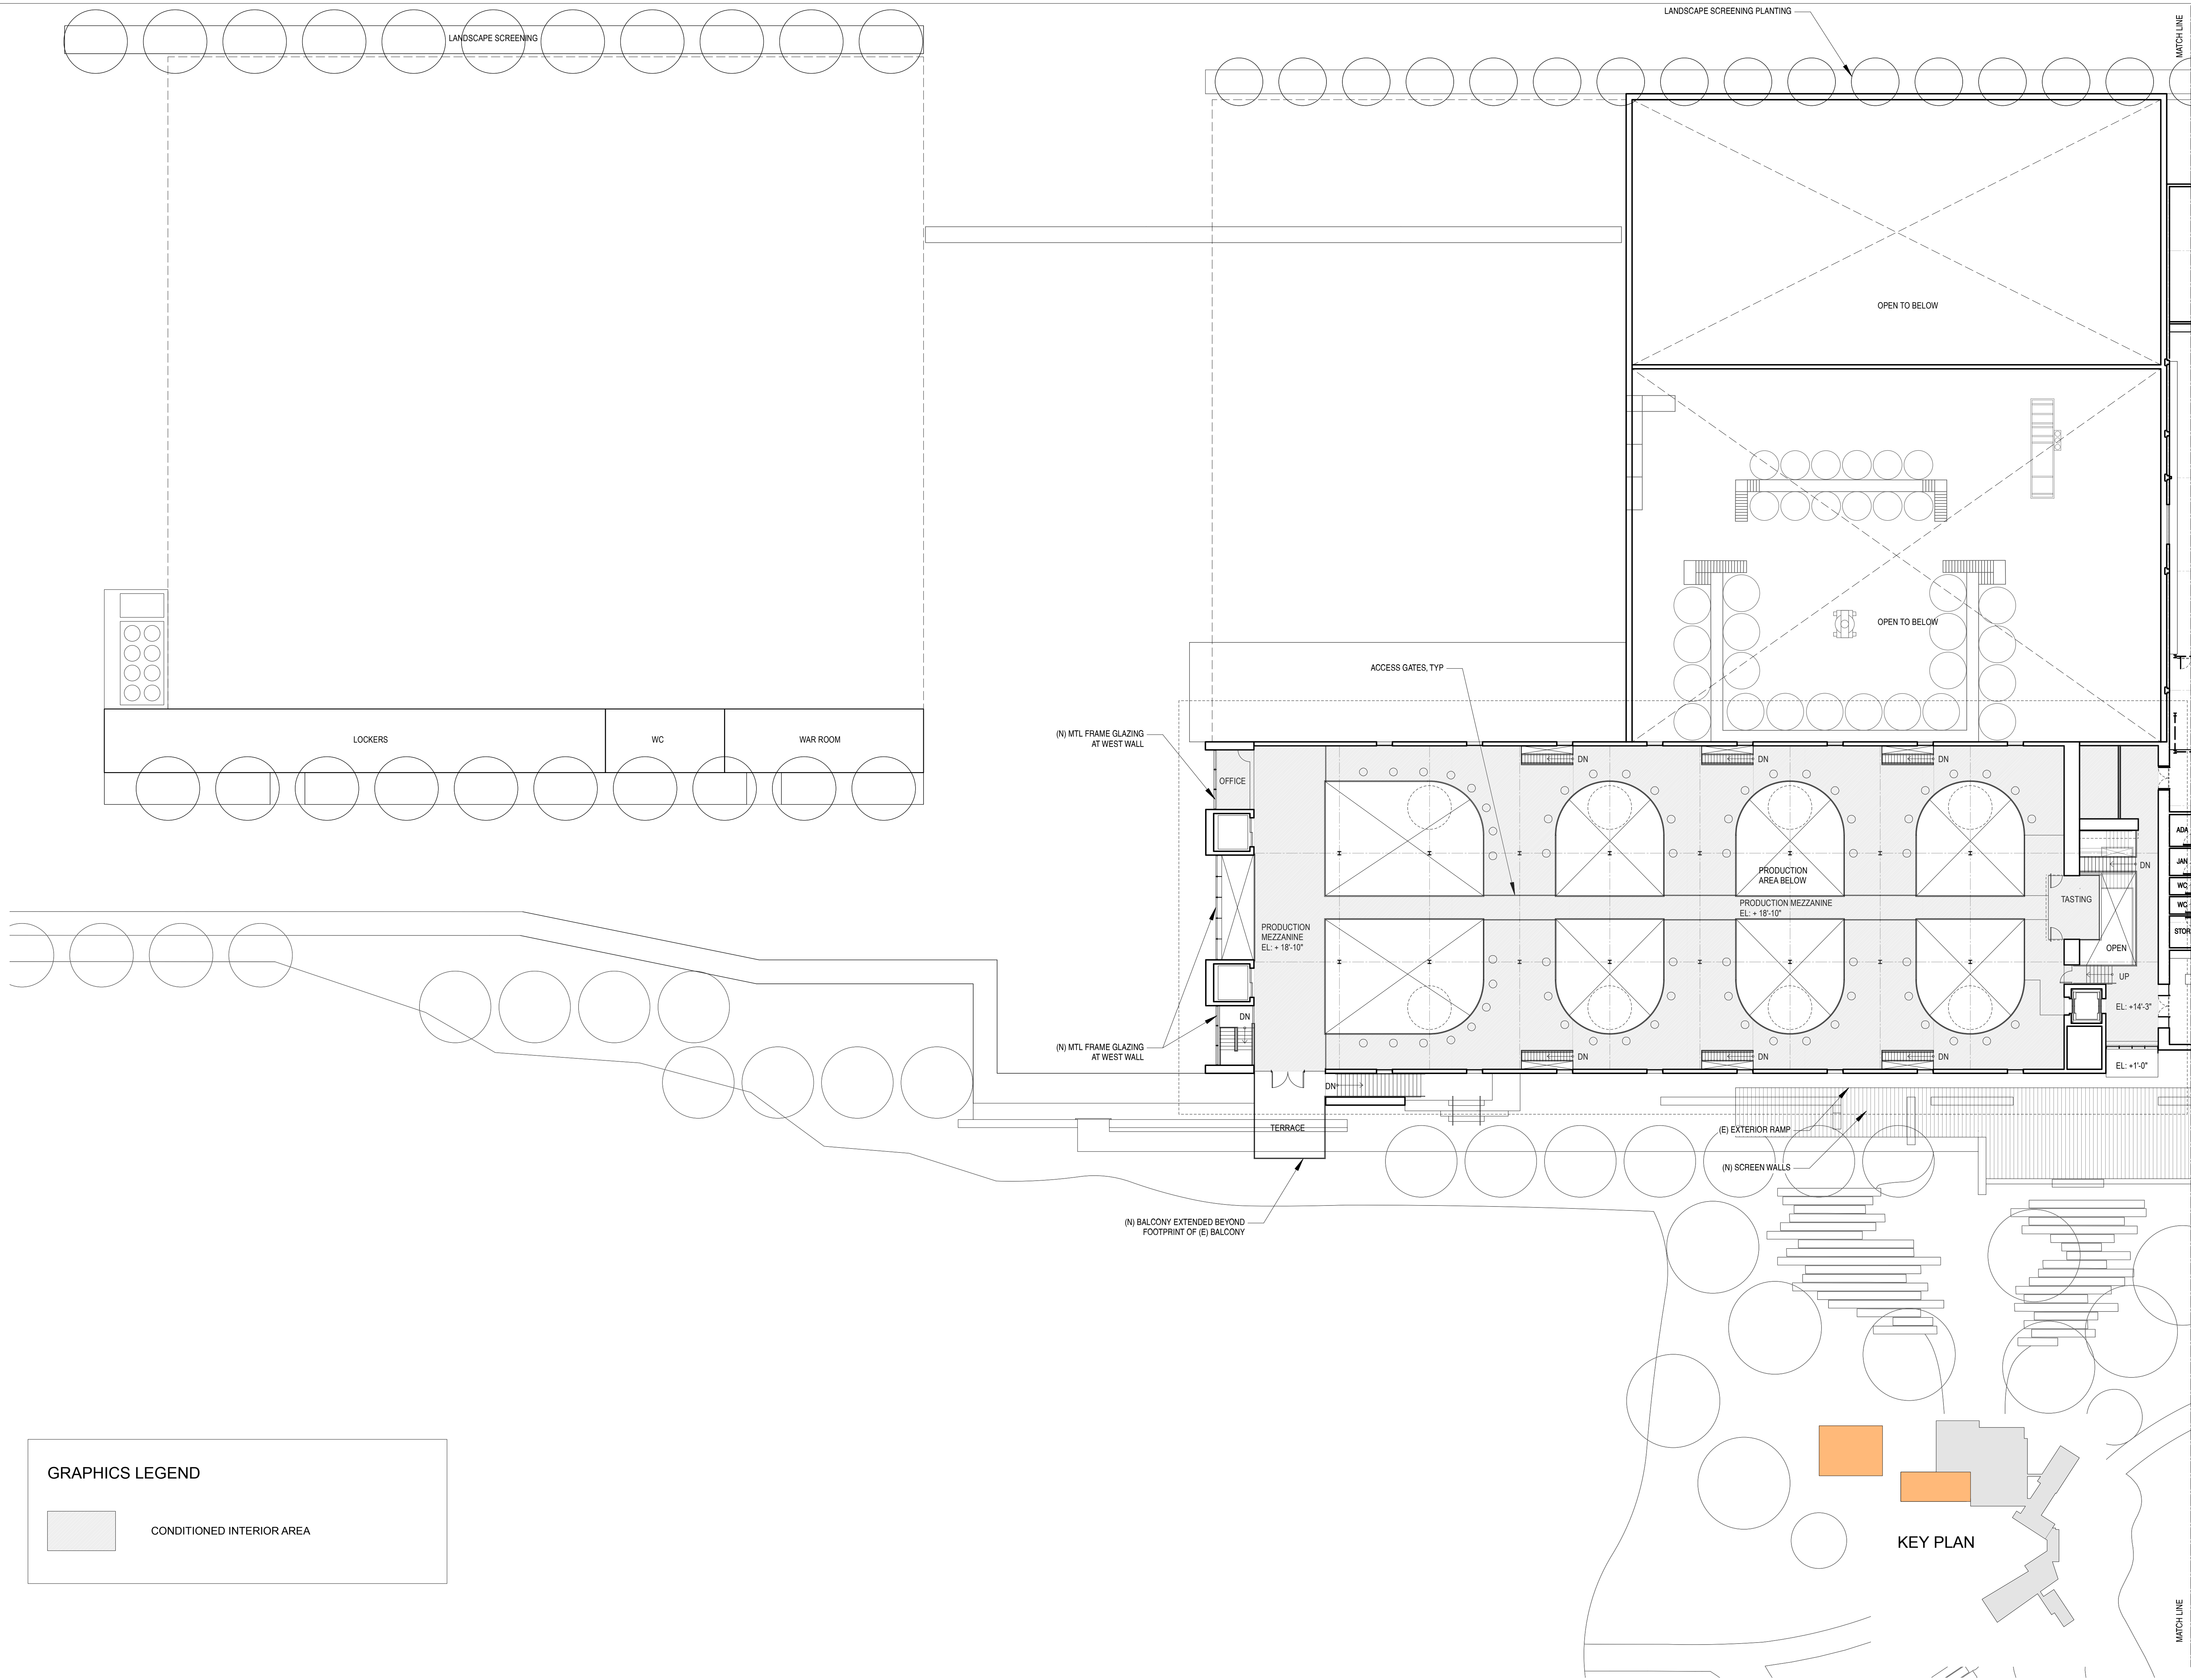 LANDSCAPE SCREENING PLANTING
MATCH LINE
LANDSCAPE SCREENING
OPEN TO BELOW
OPEN TO BELOW
ACCESS GATES, TYP
(N) MTL FRAME GLAZING
AT WEST WALL
LOCKERS
WC
WAR ROOM
OFFICE
DN
DN
DN
ADA
JAN
DN
WC
WC
STOR
PRODUCTION
AREA BELOW
TASTING
PRODUCTION MEZZANINE
EL: + 18'-10"
PRODUCTION
MEZZANINE
EL: + 18'-10"
OPEN
UP
EL: +14'-3"
DN
(N) MTL FRAME GLAZING
AT WEST WALL
DN
DN
DN
EL: +1'-0"
DN
TERRACE
(E) EXTERIOR RAMP
(N) SCREEN WALLS
(N) BALCONY EXTENDED BEYOND
FOOTPRINT OF (E) BALCONY
GRAPHICS LEGEND
CONDITIONED INTERIOR AREA
KEY PLAN
MATCH LINE